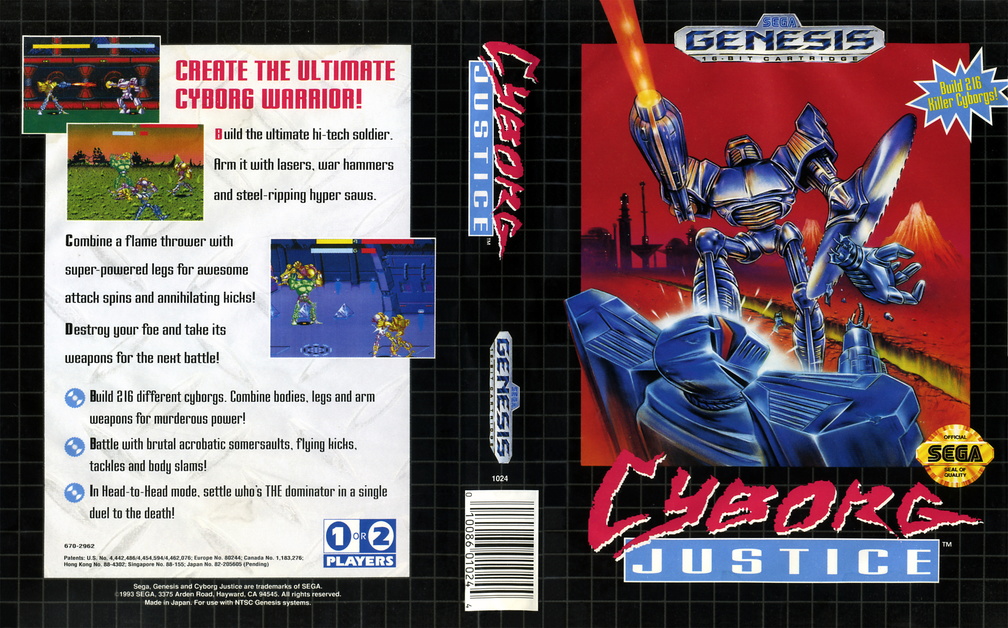 CREATE THE ULTIMATE
CYBORG WARRIOR!
Build the ultimate hi-tech soldier.
Arm it with lasers, war hammers
and steel-ripping hyper saws.
Combine a flame thrower with
super-powered legs for awesome
attack spins and annihilating kicks!
Destroy your foe and take its
weapons for the next battle!
Build 216 different cyborgs. Combine bodies, legs and arm
weapons for murderous power!
Battle with brutal acrobatic somersaults, flying kicks,
tackles and body slams!
In Head-to-Head mode, settle who's THE dominator in a single
duel to the death!
1 OR 2
PLAYERS
670-2962
Patents: U.S. No. 4,442,486/4,454,594/4,462,076; Europe No. 80244; Canada No. 1,183,276;
Hong Kong No. 88-4302; Singapore No. 88-155; Japan No. 82-205605 (Pending)
Sega, Genesis and Cyborg Justice are trademarks of SEGA.
©1993 SEGA, 3375 Arden Road, Hayward, CA 94545. All rights reserved.
Made in Japan. For use with NTSC Genesis systems.
CYBORG
JUSTICE™
SEGA
GENESIS
1024
0 10086 01024 4
SEGA
GENESIS
16-BIT CARTRIDGE
Build 216
Killer Cyborgs!
OFFICIAL
SEGA
SEAL OF
QUALITY
CYBORG
JUSTICE™